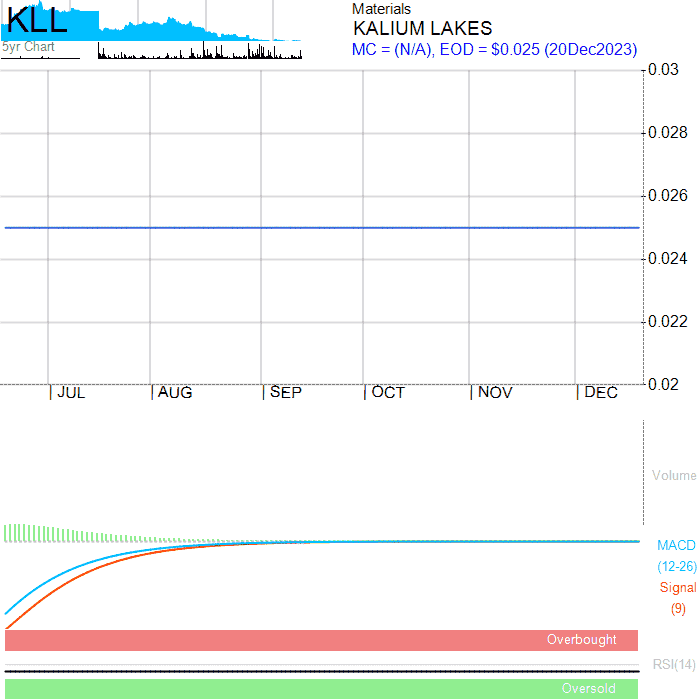 KLL
5yr Chart
Materials
KALIUM LAKES
MC = (N/A), EOD = $0.025 (20Dec2023)
0.03
0.028
0.026
0.024
0.022
0.02
| JUL | AUG | SEP | OCT | NOV | DEC
Volume
MACD
(12-26)
Signal
(9)
Overbought
RSI(14)
Oversold